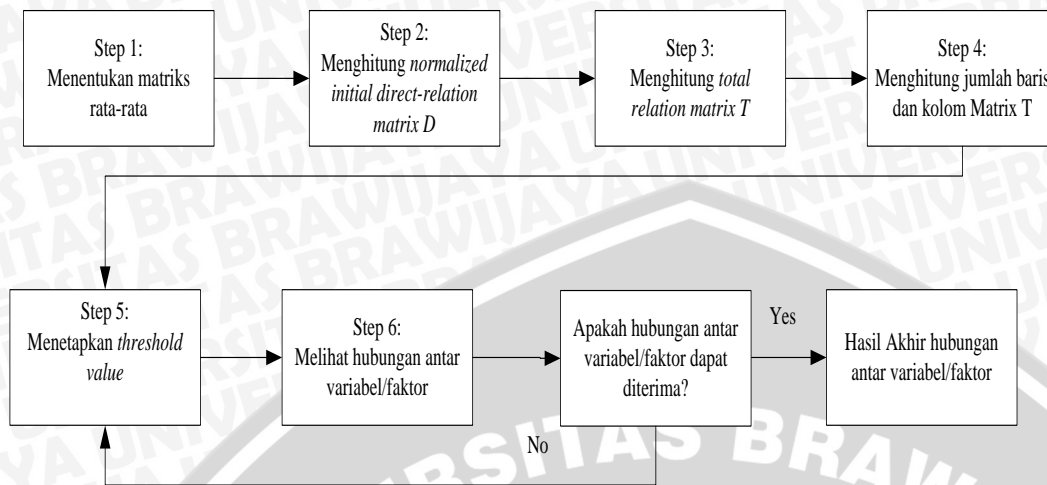 Step 1:
Menentukan matriks
rata-rata
Step 2:
Menghitung normalized
initial direct-relation
matrix D
Step 3:
Menghitung total
relation matrix T
Step 4:
Menghitung jumlah baris
dan kolom Matrix T
Step 5:
Menetapkan threshold
value
Step 6:
Melihat hubungan antar
variabel/faktor
Apakah hubungan antar
variabel/faktor dapat
diterima?
Yes
Hasil Akhir hubungan
antar variabel/faktor
No